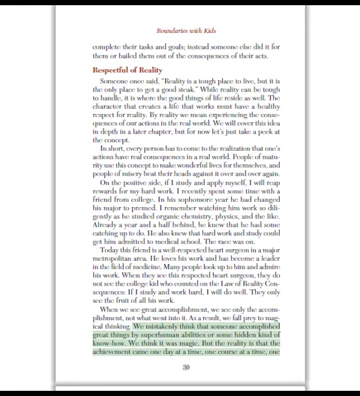 Boundaries with Kids
complete their tasks and goals; instead someone else did it for
them or bailed them out of the consequences of their acts.
Respectful of Reality
Someone once said, "Reality is a tough place to live, but it is
the only place to get a good steak." While reality can be tough
to handle, it is where the good things of life reside as well. The
character that creates a life that works must have a healthy
respect for reality. By reality we mean experiencing the conse-
quences of our actions in the real world. We will cover this idea
in depth in a later chapter, but for now let's just take a peek at
the concept.
In short, every person has to come to the realization that one's
actions have real consequences in a real world. People of matu-
rity use this concept to make wonderful lives for themselves, and
people of misery beat their heads against it over and over again.
On the positive side, if I study and apply myself, I will reap
rewards for my hard work. I recently spent some time with a
friend from college. In his sophomore year he had changed
his major to premed. I remember watching him work so dili-
gently as he studied organic chemistry, physics, and the like.
Already a year and a half behind, he knew that he had some
catching up to do. He also knew that hard work and study could
get him admitted to medical school. The race was on.
Today this friend is a well-respected heart surgeon in a major
metropolitan area. He loves his work and has become a leader
in the field of medicine. Many people look up to him and admire
his work. When they see this respected heart surgeon, they do
not see the college kid who counted on the Law of Reality Con-
sequences: If I study and work hard, I will do well. They only
see the fruit of all his work.
When we see great accomplishment, we see only the accom-
plishment, not what went into it. As a result, we fall prey to mag-
ical thinking. We mistakenly think that someone accomplished
great things by superhuman abilities or some hidden kind of
know-how. We think it was magic. But the reality is that the
achievement came one day at a time, one course at a time, one
30